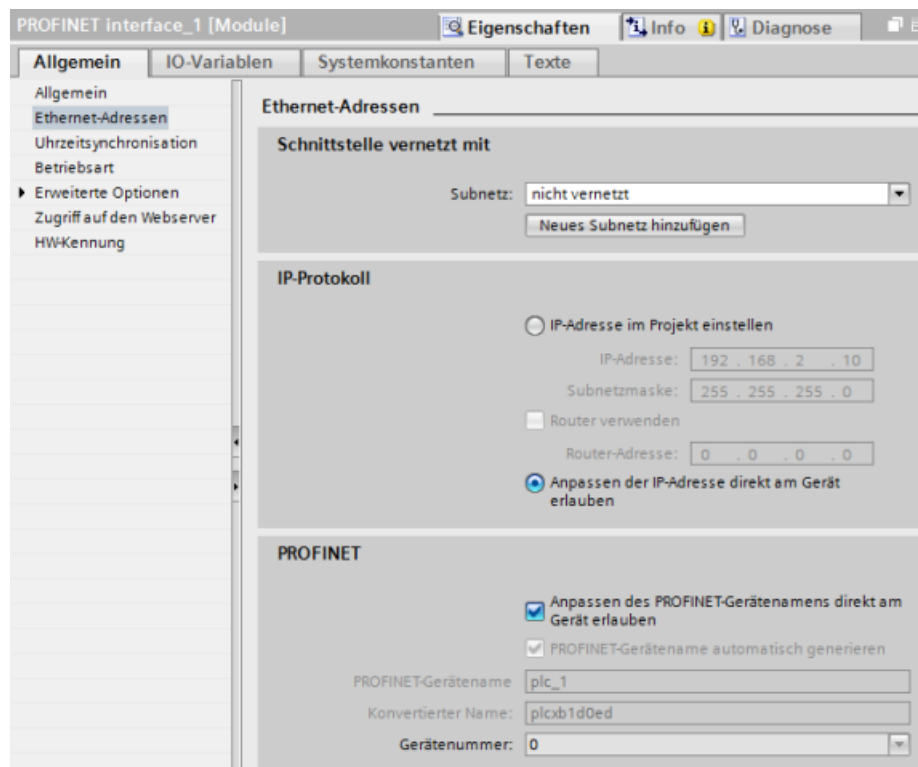 PROFINET interface_1 [Module]
Eigenschaften
Info
Diagnose
Allgemein
IO-Variablen
Systemkonstanten
Texte
Allgemein
Ethernet-Adressen
Uhrzeitsynchronisation
Betriebsart
Erweiterte Optionen
Zugriff auf den Webserver
HW-Kennung
Ethernet-Adressen
Schnittstelle vernetzt mit
Subnetz: nicht vernetzt
Neues Subnetz hinzufügen
IP-Protokoll
IP-Adresse im Projekt einstellen
IP-Adresse: 192 . 168 . 2 . 10
Subnetzmaske: 255 . 255 . 255 . 0
Router verwenden
Router-Adresse: 0 . 0 . 0 . 0
Anpassen der IP-Adresse direkt am Gerät
erlauben
PROFINET
Anpassen des PROFINET-Gerätenamens direkt am
Gerät erlauben
PROFINET-Gerätename automatisch generieren
PROFINET-Gerätename plc_1
Konvertierter Name: plcxb1d0ed
Gerätenummer: 0